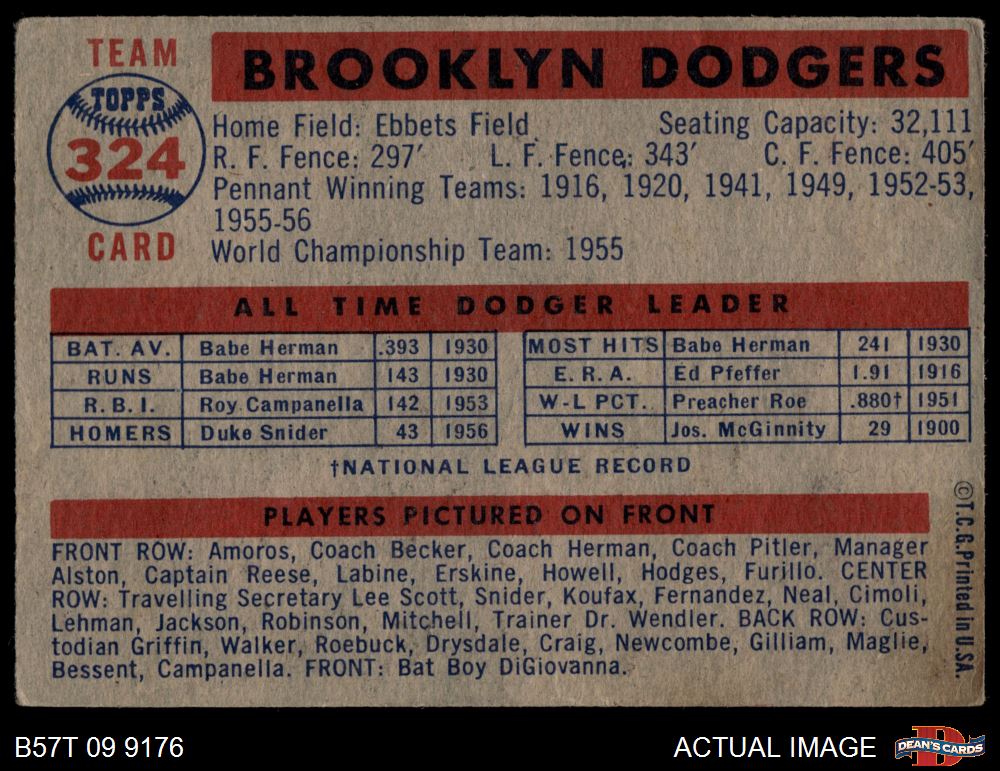 TEAM
TOPPS
324
CARD
BROOKLYN DODGERS
Home Field: Ebbets Field Seating Capacity: 32,111
R. F. Fence: 297′ L. F. Fence: 343′ C. F. Fence: 405′
Pennant Winning Teams: 1916, 1920, 1941, 1949, 1952-53,
1955-56
World Championship Team: 1955
ALL TIME DODGER LEADER
BAT. AV. Babe Herman .393 1930 MOST HITS Babe Herman 241 1930
RUNS Babe Herman 143 1930 E. R. A. Ed Pfeffer 1.91 1916
R. B. I. Roy Campanella 142 1953 W-L PCT. Preacher Roe .880† 1951
HOMERS Duke Snider 43 1956 WINS Jos. McGinnity 29 1900
†NATIONAL LEAGUE RECORD
PLAYERS PICTURED ON FRONT
FRONT ROW: Amoros, Coach Becker, Coach Herman, Coach Pitler, Manager
Alston, Captain Reese, Labine, Erskine, Howell, Hodges, Furillo. CENTER
ROW: Travelling Secretary Lee Scott, Snider, Koufax, Fernandez, Neal, Cimoli,
Lehman, Jackson, Robinson, Mitchell, Trainer Dr. Wendler. BACK ROW: Cus-
todian Griffin, Walker, Roebuck, Drysdale, Craig, Newcombe, Gilliam, Maglie,
Bessent, Campanella. FRONT: Bat Boy DiGiovanna.
©T.C.G. Printed in U.S.A.
B57T 09 9176
ACTUAL IMAGE
D
DEAN'S CARDS